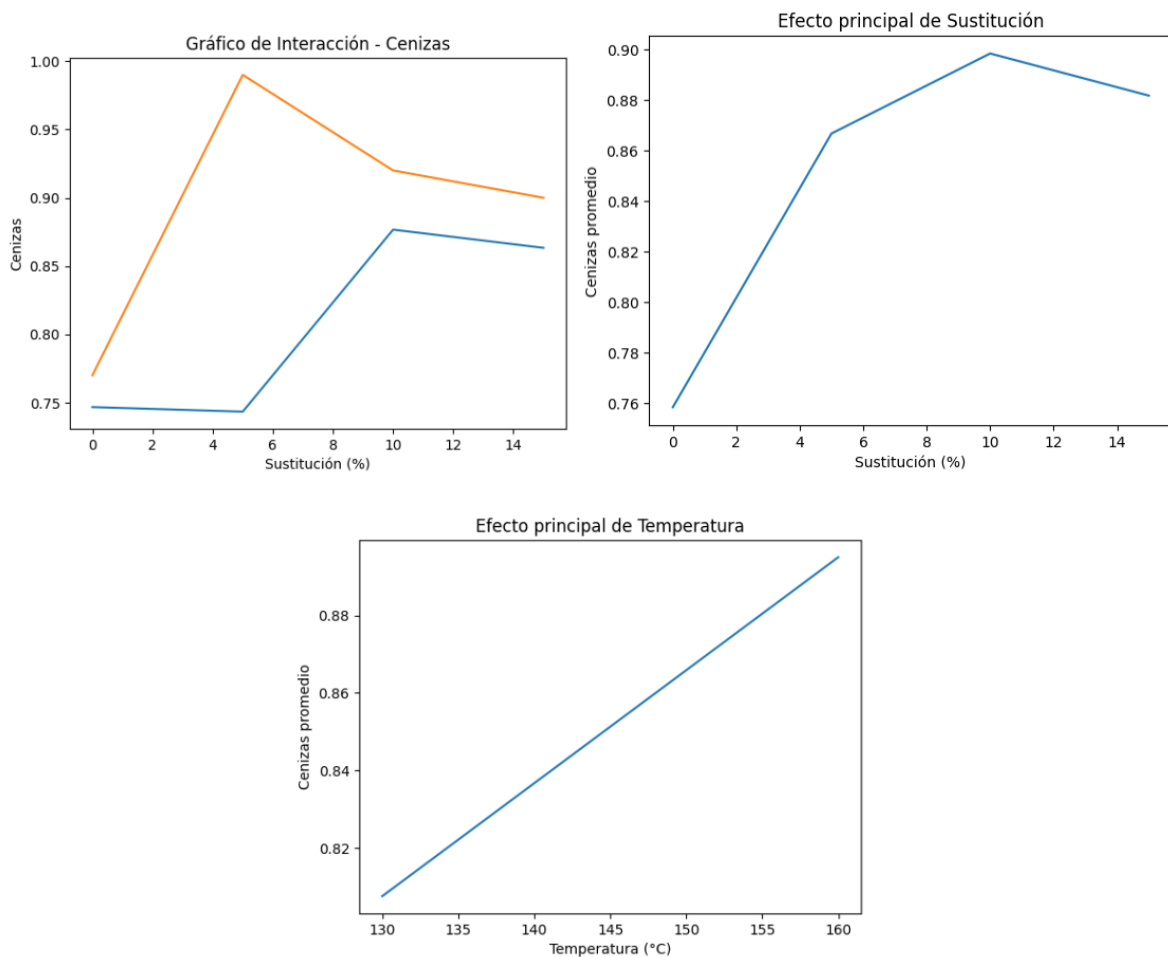 Gráfico de Interacción - Cenizas
1.00
0.95
0.90
0.85
0.80
0.75
Cenizas
0 2 4 6 8 10 12 14
Sustitución (%)
Efecto principal de Sustitución
0.90
0.88
0.86
0.84
0.82
0.80
0.78
0.76
Cenizas promedio
0 2 4 6 8 10 12 14
Sustitución (%)
Efecto principal de Temperatura
0.88
0.86
0.84
0.82
Cenizas promedio
130 135 140 145 150 155 160
Temperatura (°C)